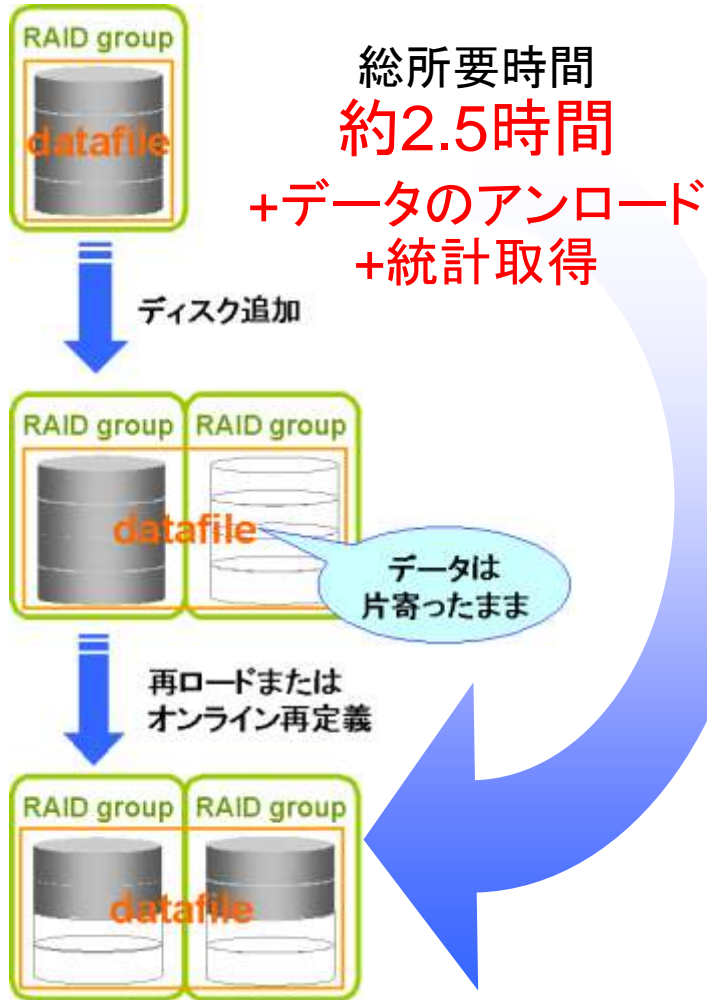 RAID group
datafile
総所要時間
約2.5時間
+データのアンロード
+統計取得
ディスク追加
RAID group RAID group
datafile
データは
片寄ったまま
再ロードまたは
オンライン再定義
RAID group RAID group
datafile